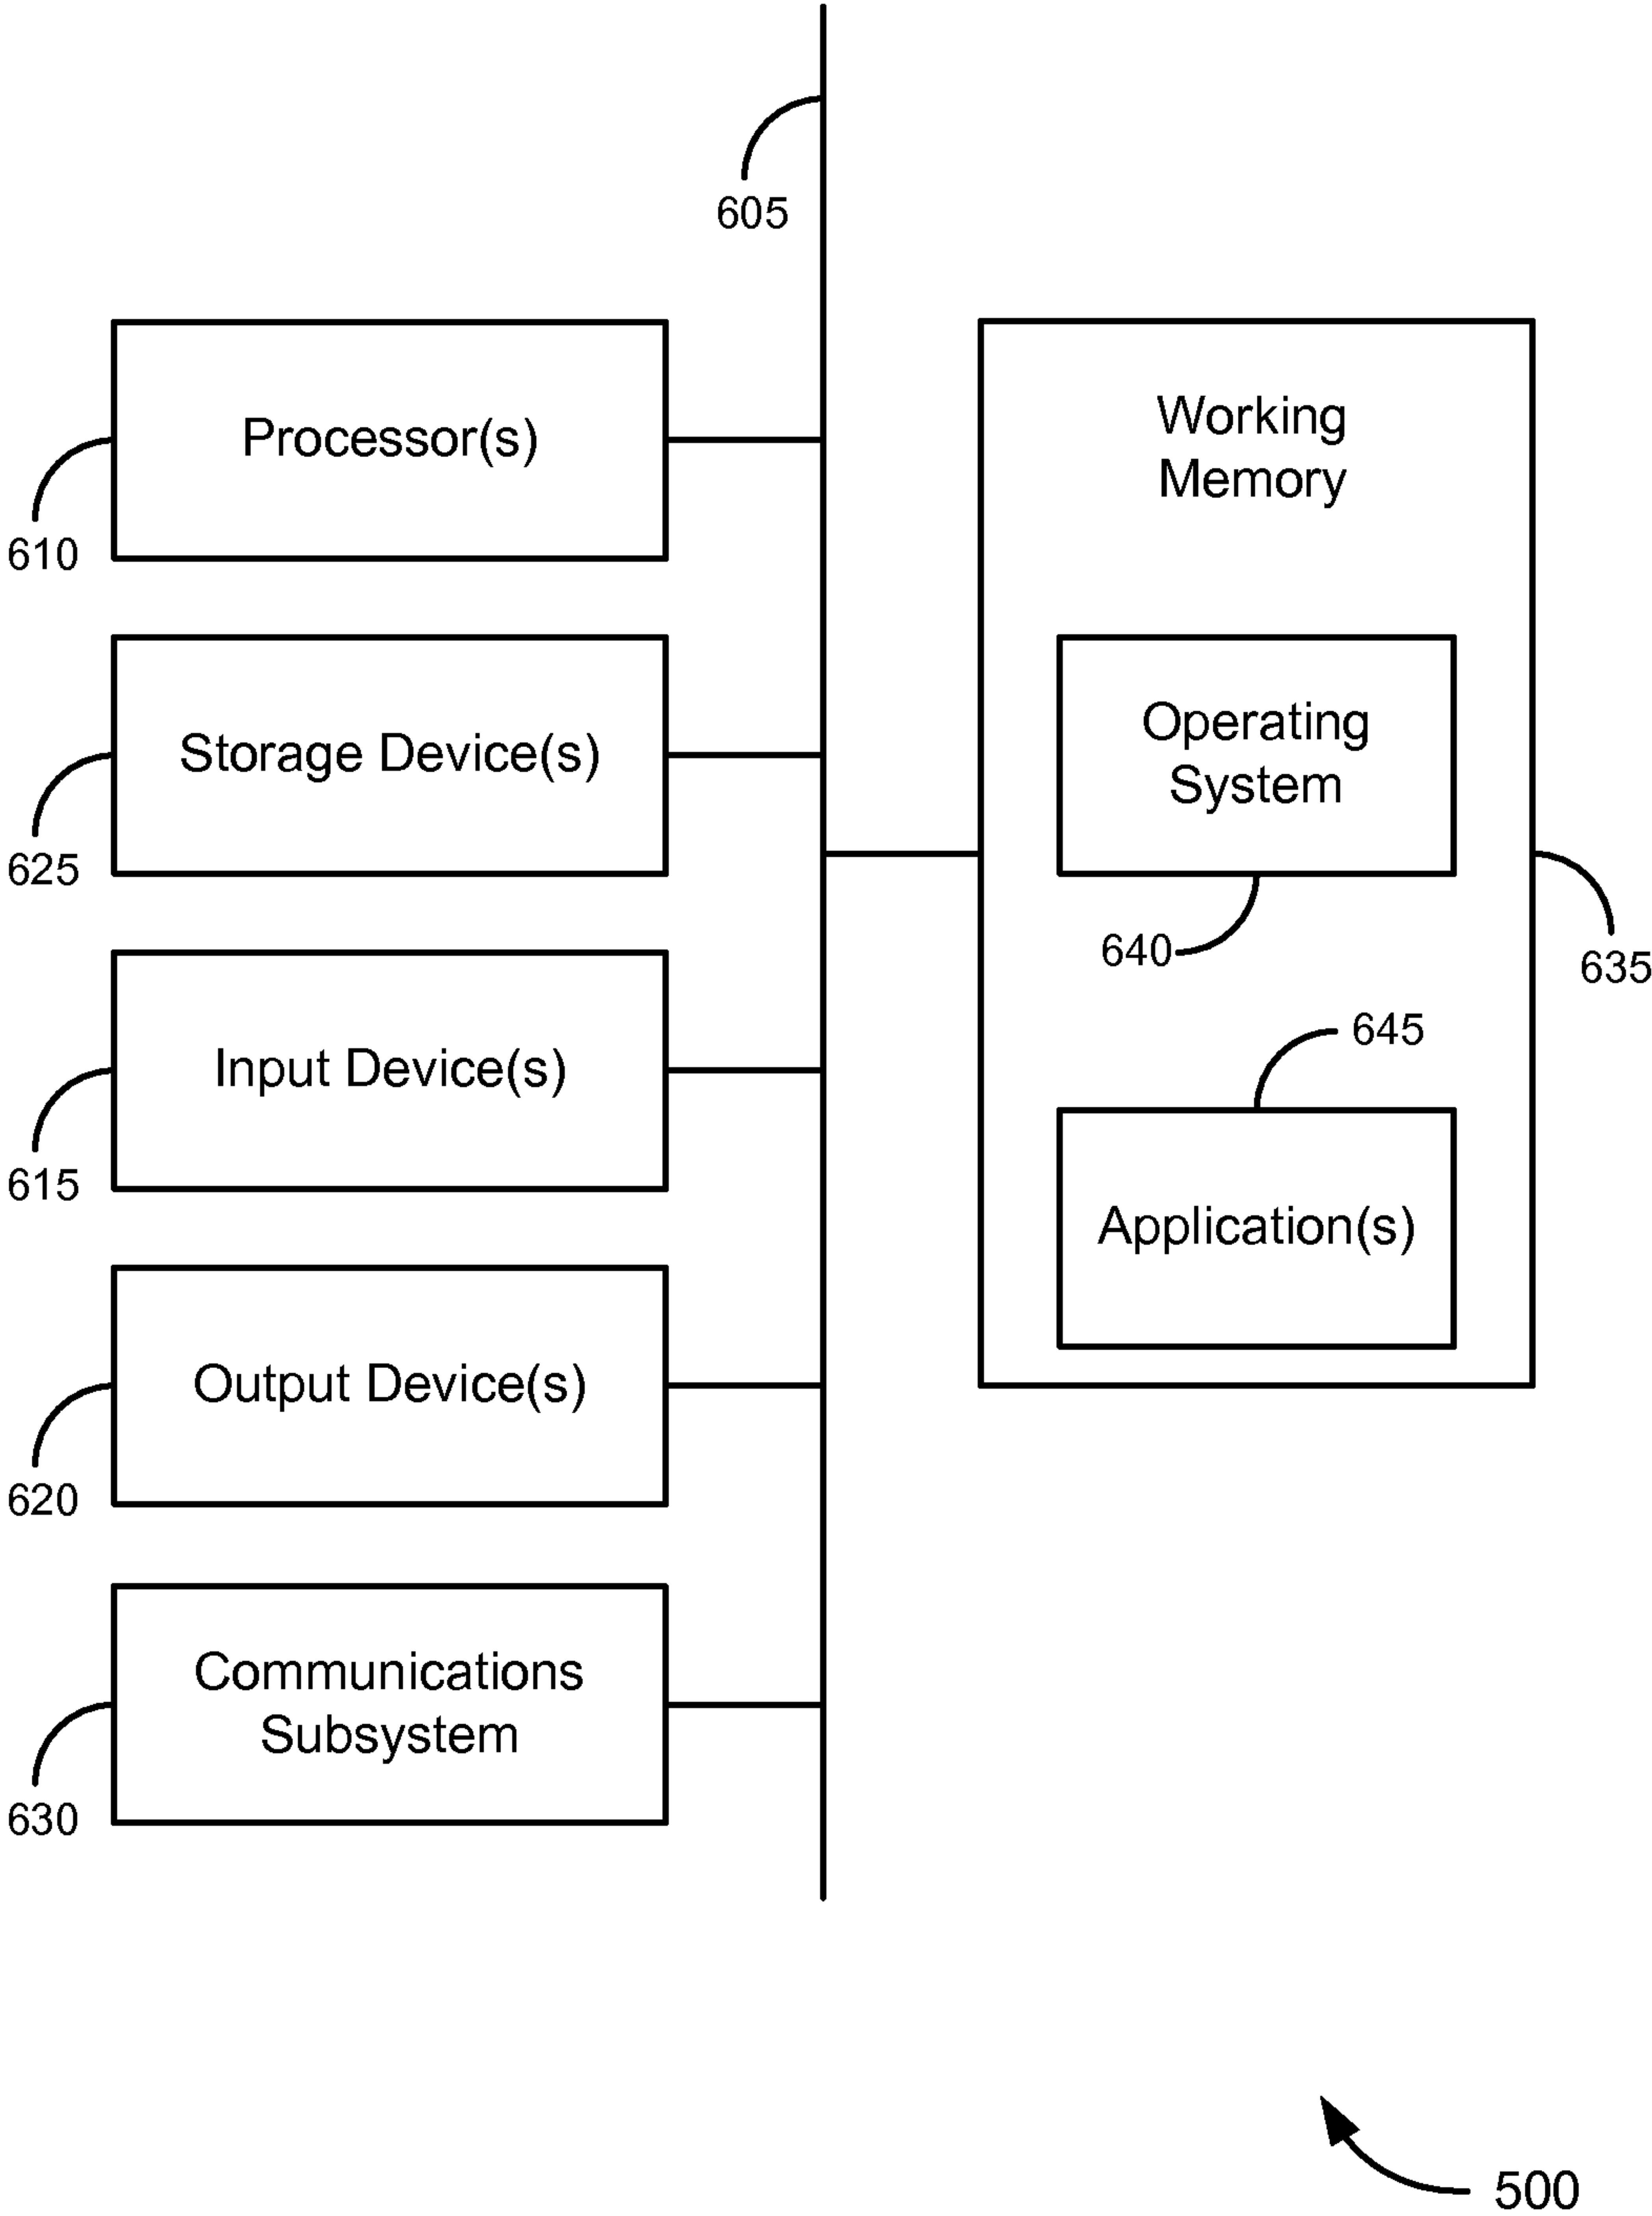 605
Processor(s)
610
Storage Device(s)
625
Input Device(s)
615
Output Device(s)
620
Communications
Subsystem
630
Working
Memory
Operating
System
640
635
645
Application(s)
500